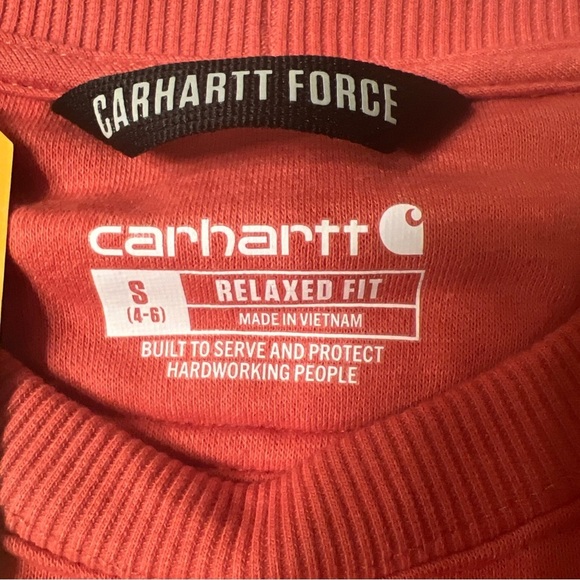 CARHARTT FORCE
carhartt
S
(4-6)
RELAXED FIT
MADE IN VIETNAM
BUILT TO SERVE AND PROTECT
HARDWORKING PEOPLE